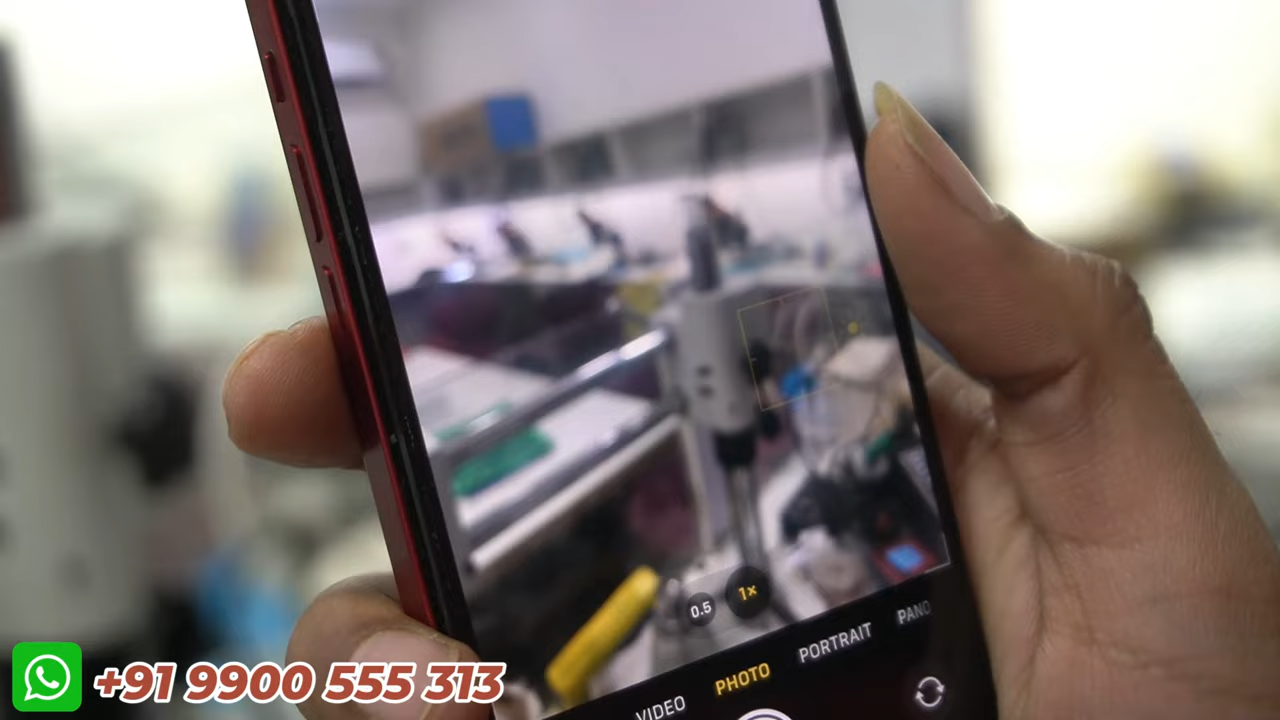 0.5
1×
VIDEO
PHOTO
PORTRAIT
PANO
+91 9900 555 313